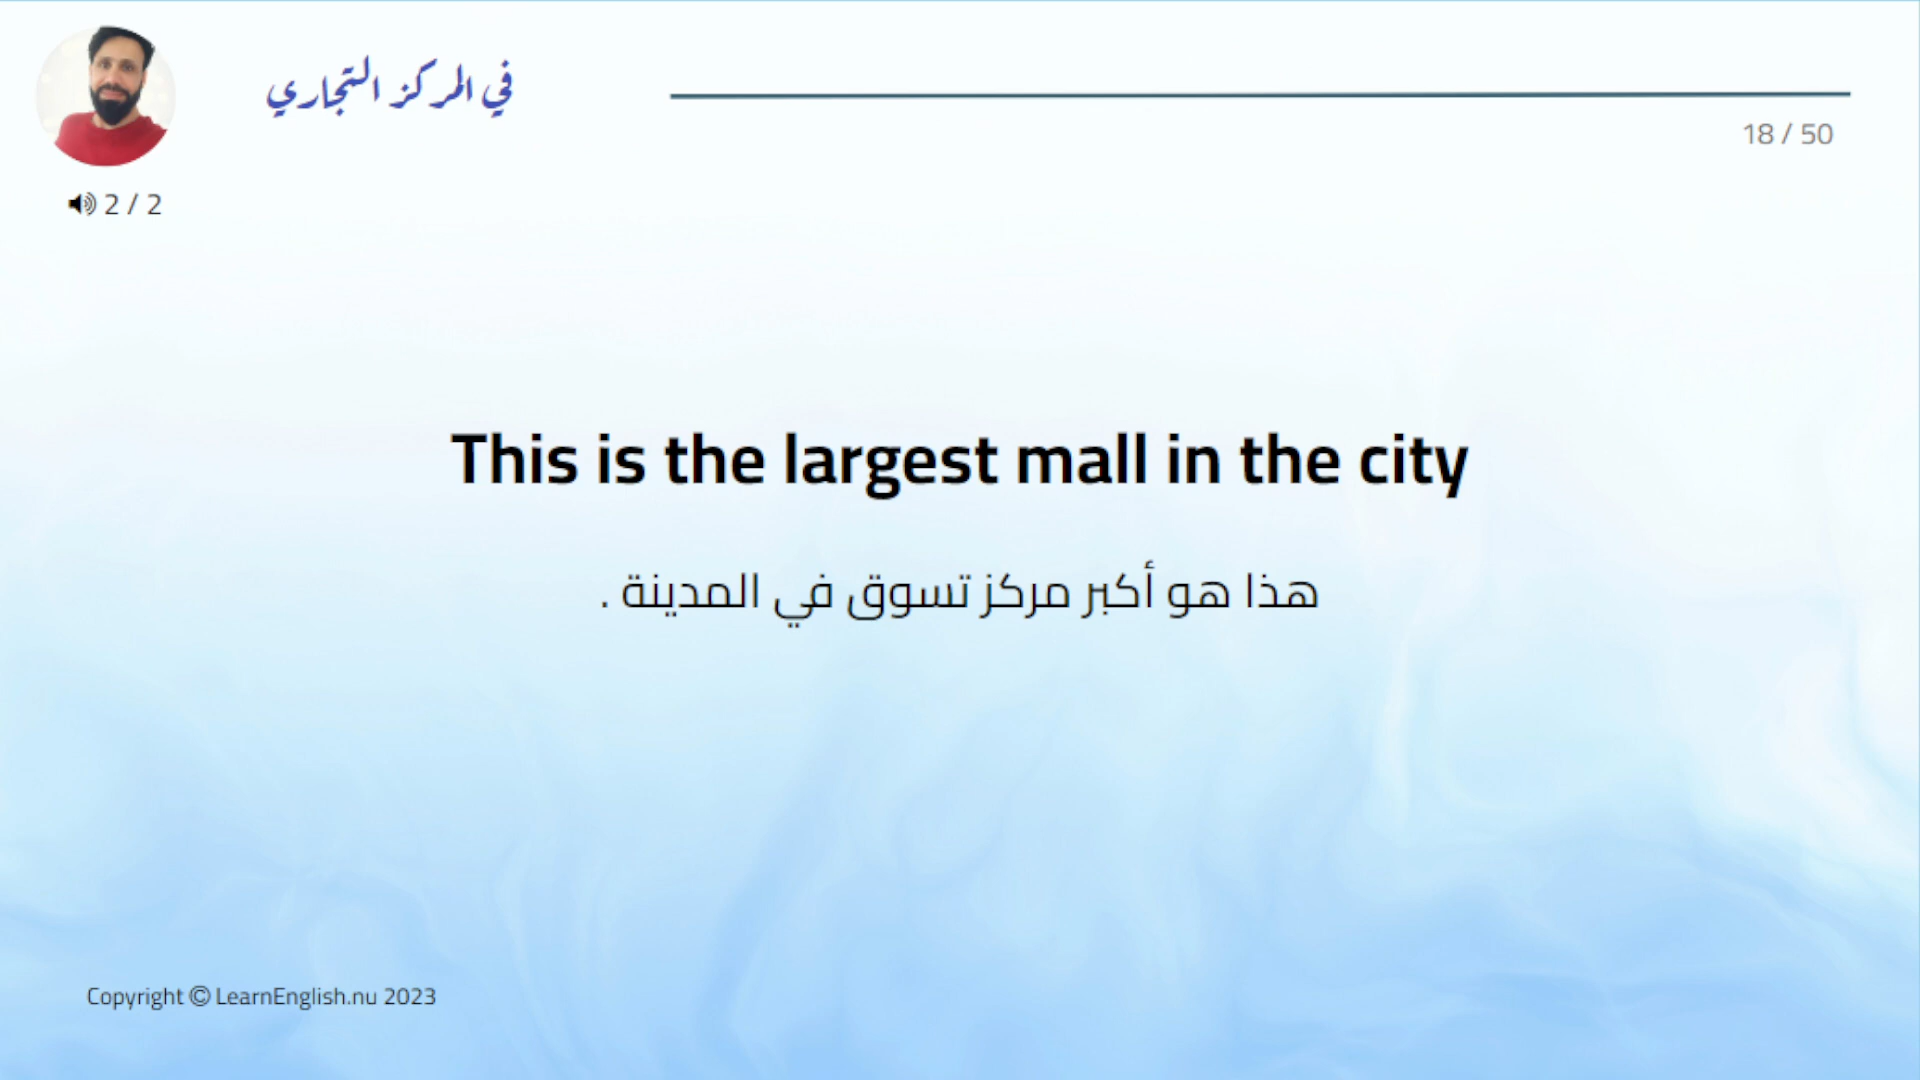 في المركز التجاري
18 / 50
2 / 2
This is the largest mall in the city
هذا هو أكبر مركز تسوق في المدينة .
Copyright © LearnEnglish.nu 2023